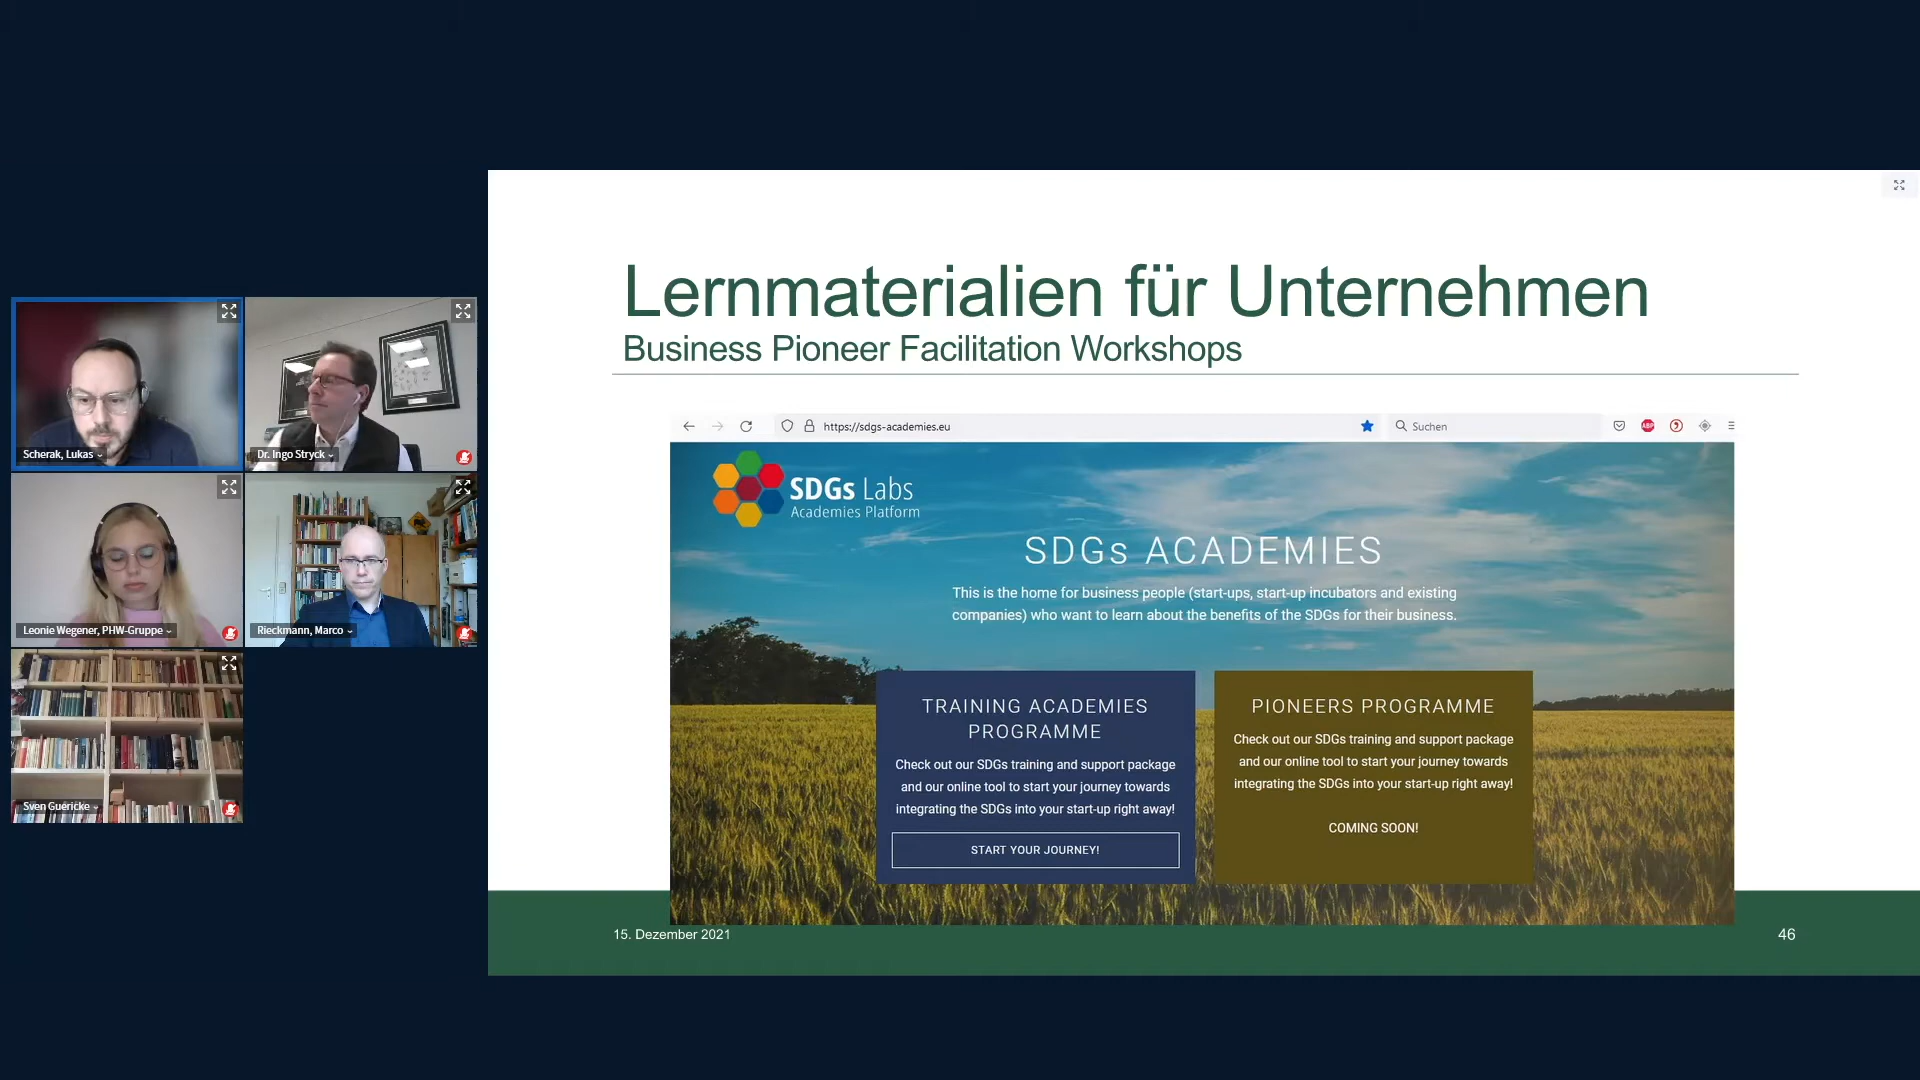 Lernmaterialien für Unternehmen
Business Pioneer Facilitation Workshops
https://sdgs-academies.eu
Suchen
ABP
SDGs Labs
Academies Platform
SDGs ACADEMIES
This is the home for business people (start-ups, start-up incubators and existing
companies) who want to learn about the benefits of the SDGs for their business.
TRAINING ACADEMIES
PROGRAMME
Check out our SDGs training and support package
and our online tool to start your journey towards
integrating the SDGs into your start-up right away!
START YOUR JOURNEY!
PIONEERS PROGRAMME
Check out our SDGs training and support package
and our online tool to start your journey towards
integrating the SDGs into your start-up right away!
COMING SOON!
15. Dezember 2021
46
Scherak, Lukas
Dr. Ingo Stryck
Leonie Wegener, PHW-Gruppe
Rieckmann, Marco
Sven Guericke